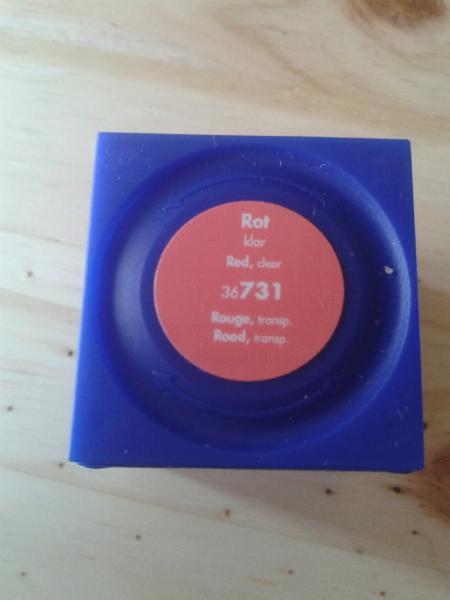 Rot
klar
Red, clear
36731
Rouge, transp.
Rood, transp.